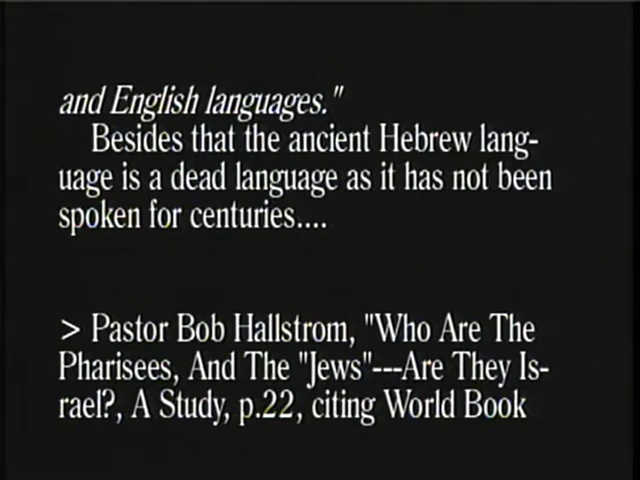 and English languages."
Besides that the ancient Hebrew lang-
uage is a dead language as it has not been
spoken for centuries....
> Pastor Bob Hallstrom, "Who Are The
Pharisees, And The "Jews"---Are They Is-
rael?, A Study, p.22, citing World Book